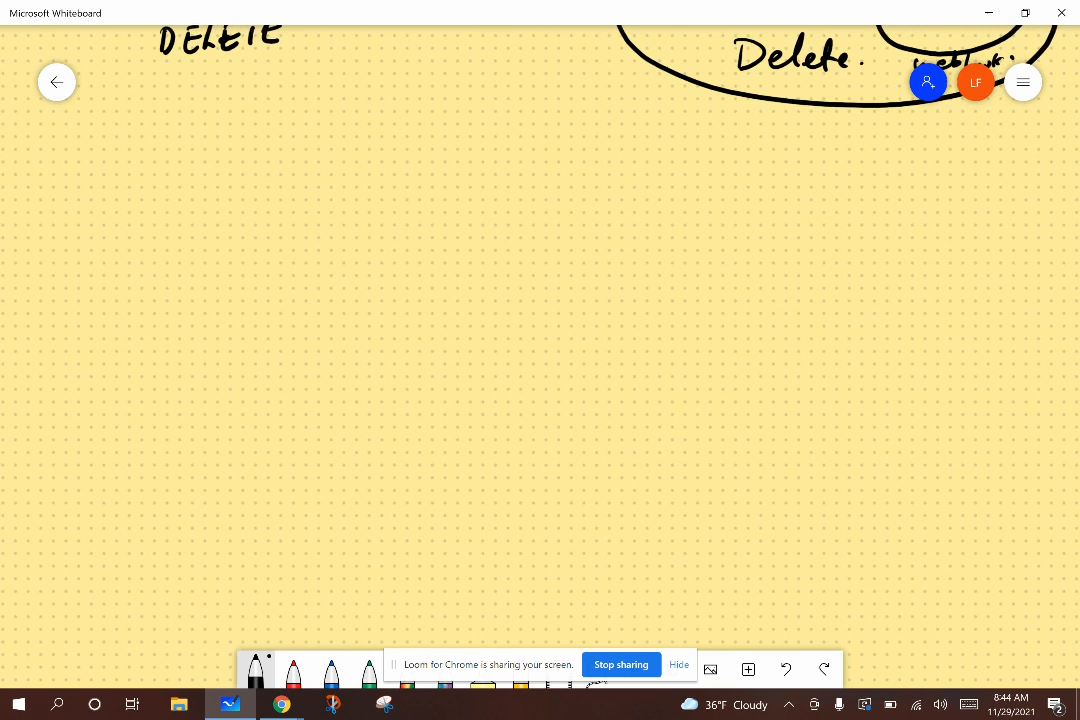 Microsoft Whiteboard
DELETE
Delete.
LF
Loom for Chrome is sharing your screen.
Stop sharing
Hide
36°F Cloudy
8:44 AM
11/29/2021
2